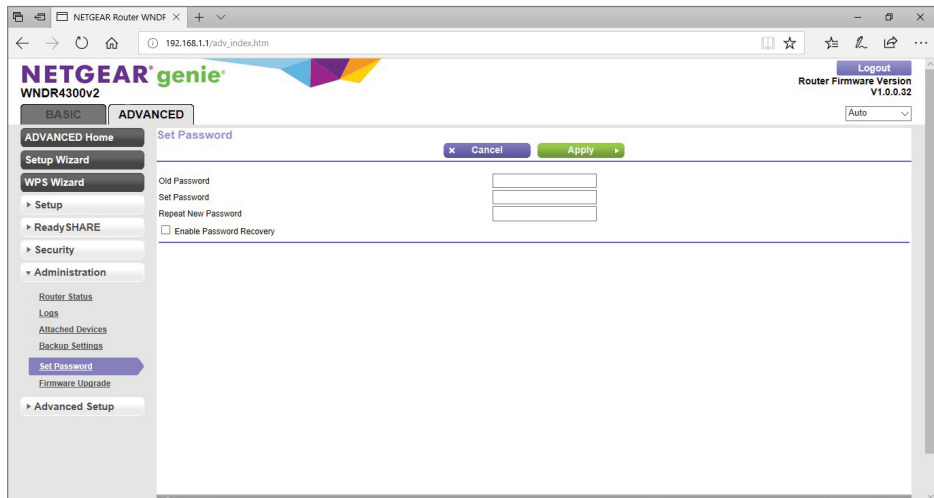 NETGEAR Router WNDF
192.168.1.1/adv_index.htm
NETGEAR® genie®
WNDR4300v2
Logout
Router Firmware Version
V1.0.0.32
BASIC
ADVANCED
Auto
ADVANCED Home
Setup Wizard
WPS Wizard
Setup
ReadySHARE
Security
Administration
Router Status
Logs
Attached Devices
Backup Settings
Set Password
Firmware Upgrade
Advanced Setup
Set Password
Cancel
Apply
Old Password
Set Password
Repeat New Password
Enable Password Recovery